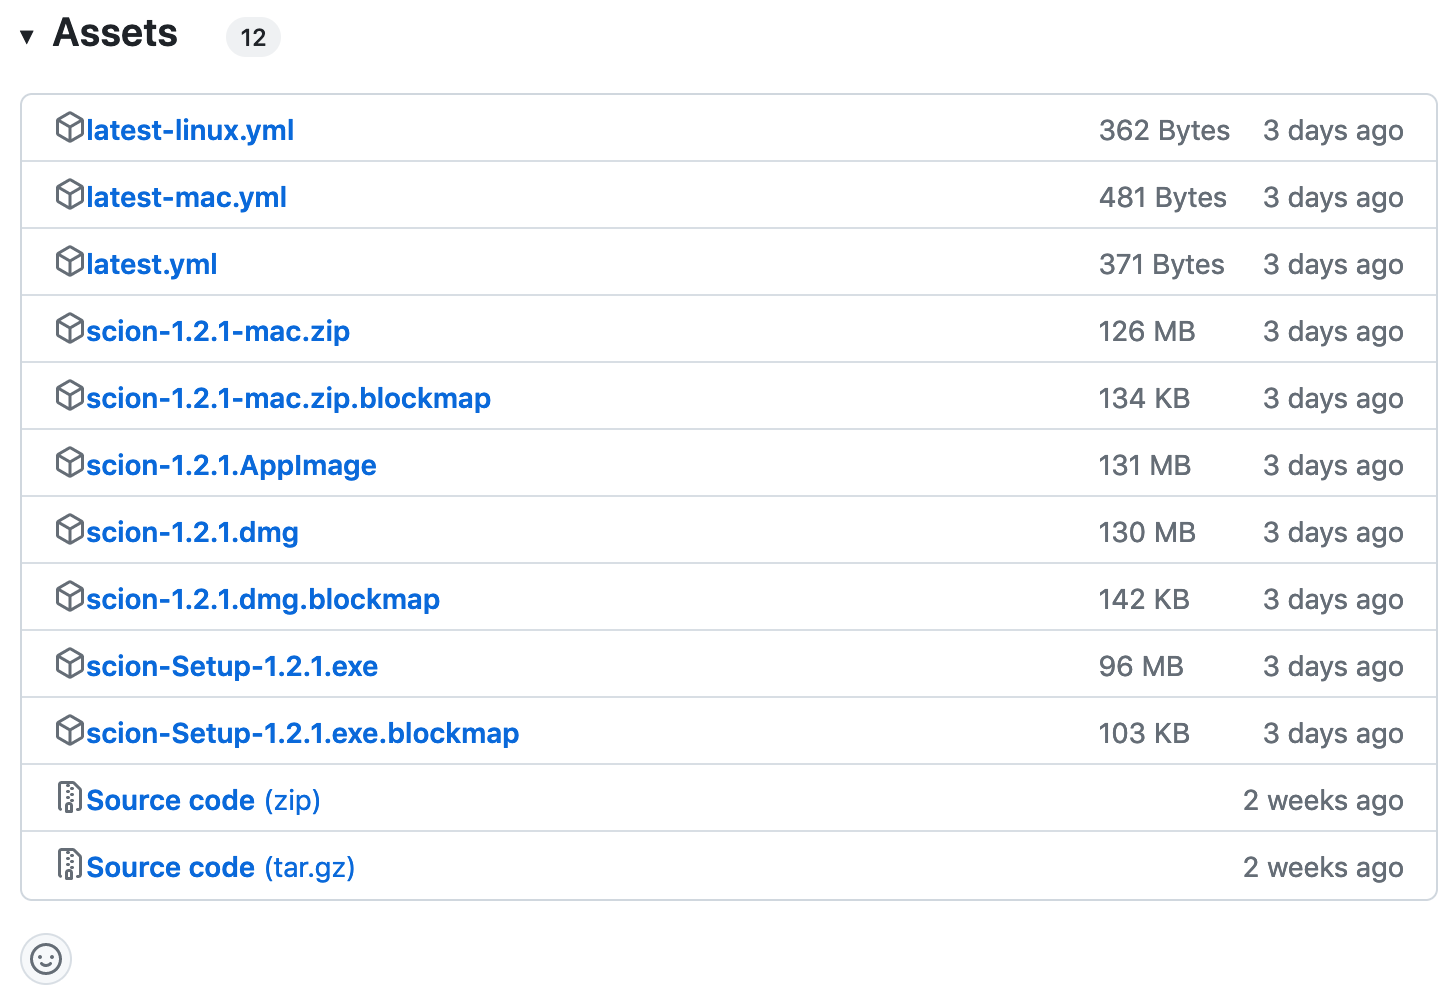 ▼ Assets 12
latest-linux.yml 362 Bytes 3 days ago
latest-mac.yml 481 Bytes 3 days ago
latest.yml 371 Bytes 3 days ago
scion-1.2.1-mac.zip 126 MB 3 days ago
scion-1.2.1-mac.zip.blockmap 134 KB 3 days ago
scion-1.2.1.AppImage 131 MB 3 days ago
scion-1.2.1.dmg 130 MB 3 days ago
scion-1.2.1.dmg.blockmap 142 KB 3 days ago
scion-Setup-1.2.1.exe 96 MB 3 days ago
scion-Setup-1.2.1.exe.blockmap 103 KB 3 days ago
Source code (zip) 2 weeks ago
Source code (tar.gz) 2 weeks ago